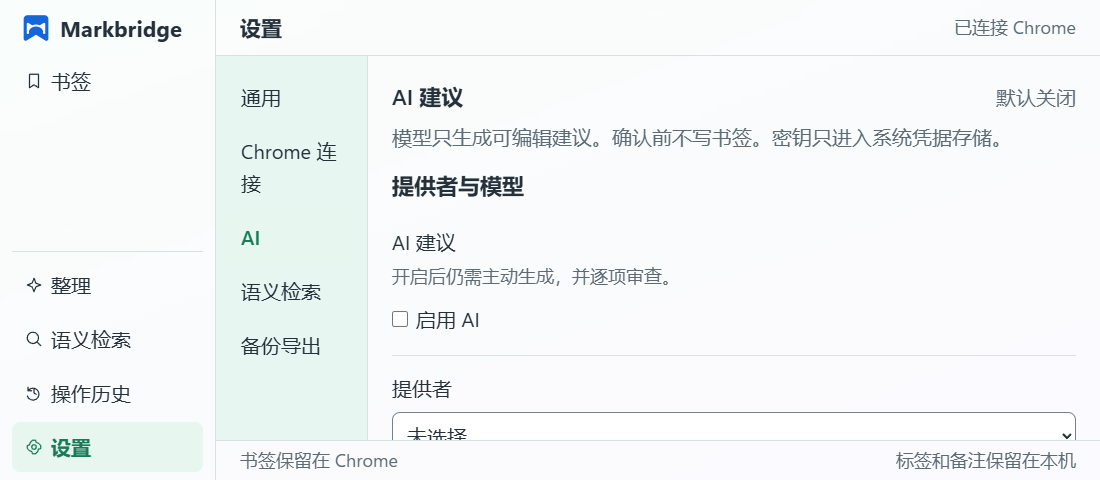 Markbridge
书签
整理
语义检索
操作历史
设置
设置
已连接 Chrome
通用
Chrome 连
接
AI
语义检索
备份导出
AI 建议
默认关闭
模型只生成可编辑建议。确认前不写书签。密钥只进入系统凭据存储。
提供者与模型
AI 建议
开启后仍需主动生成，并逐项审查。
启用 AI
提供者
未选择
书签保留在 Chrome
标签和备注保留在本机